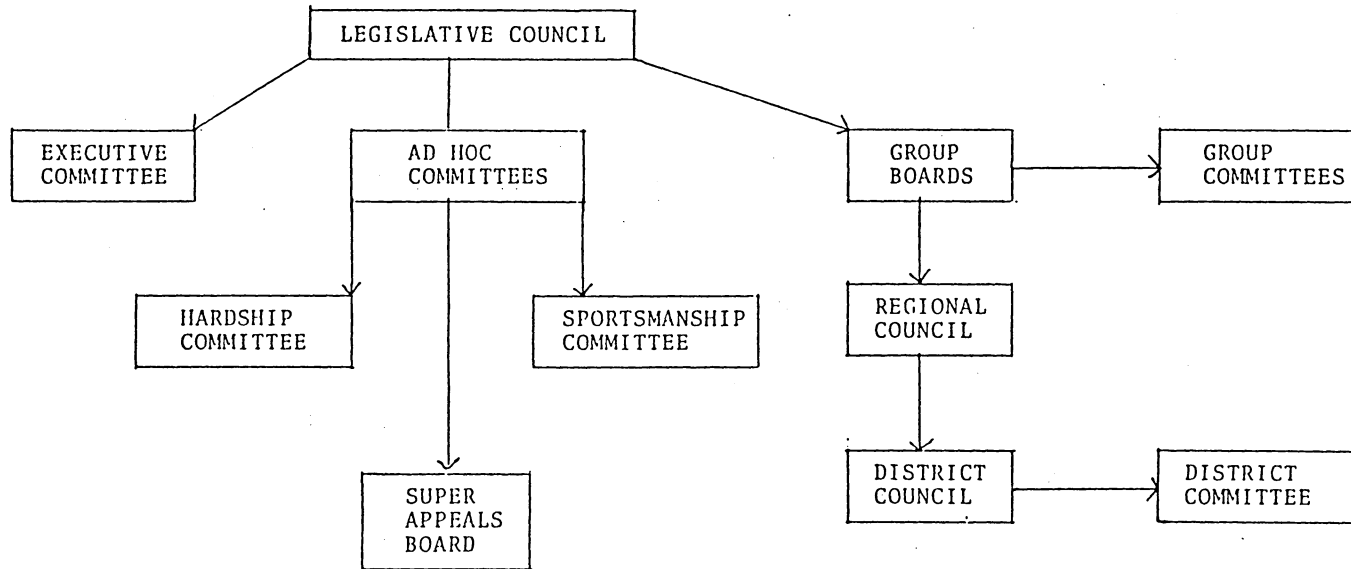 LEGISLATIVE COUNCIL
EXECUTIVE
COMMITTEE
AD HOC
COMMITTEES
GROUP
BOARDS
GROUP
COMMITTEES
HARDSHIP
COMMITTEE
SPORTSMANSHIP
COMMITTEE
REGIONAL
COUNCIL
SUPER
APPEALS
BOARD
DISTRICT
COUNCIL
DISTRICT
COMMITTEE